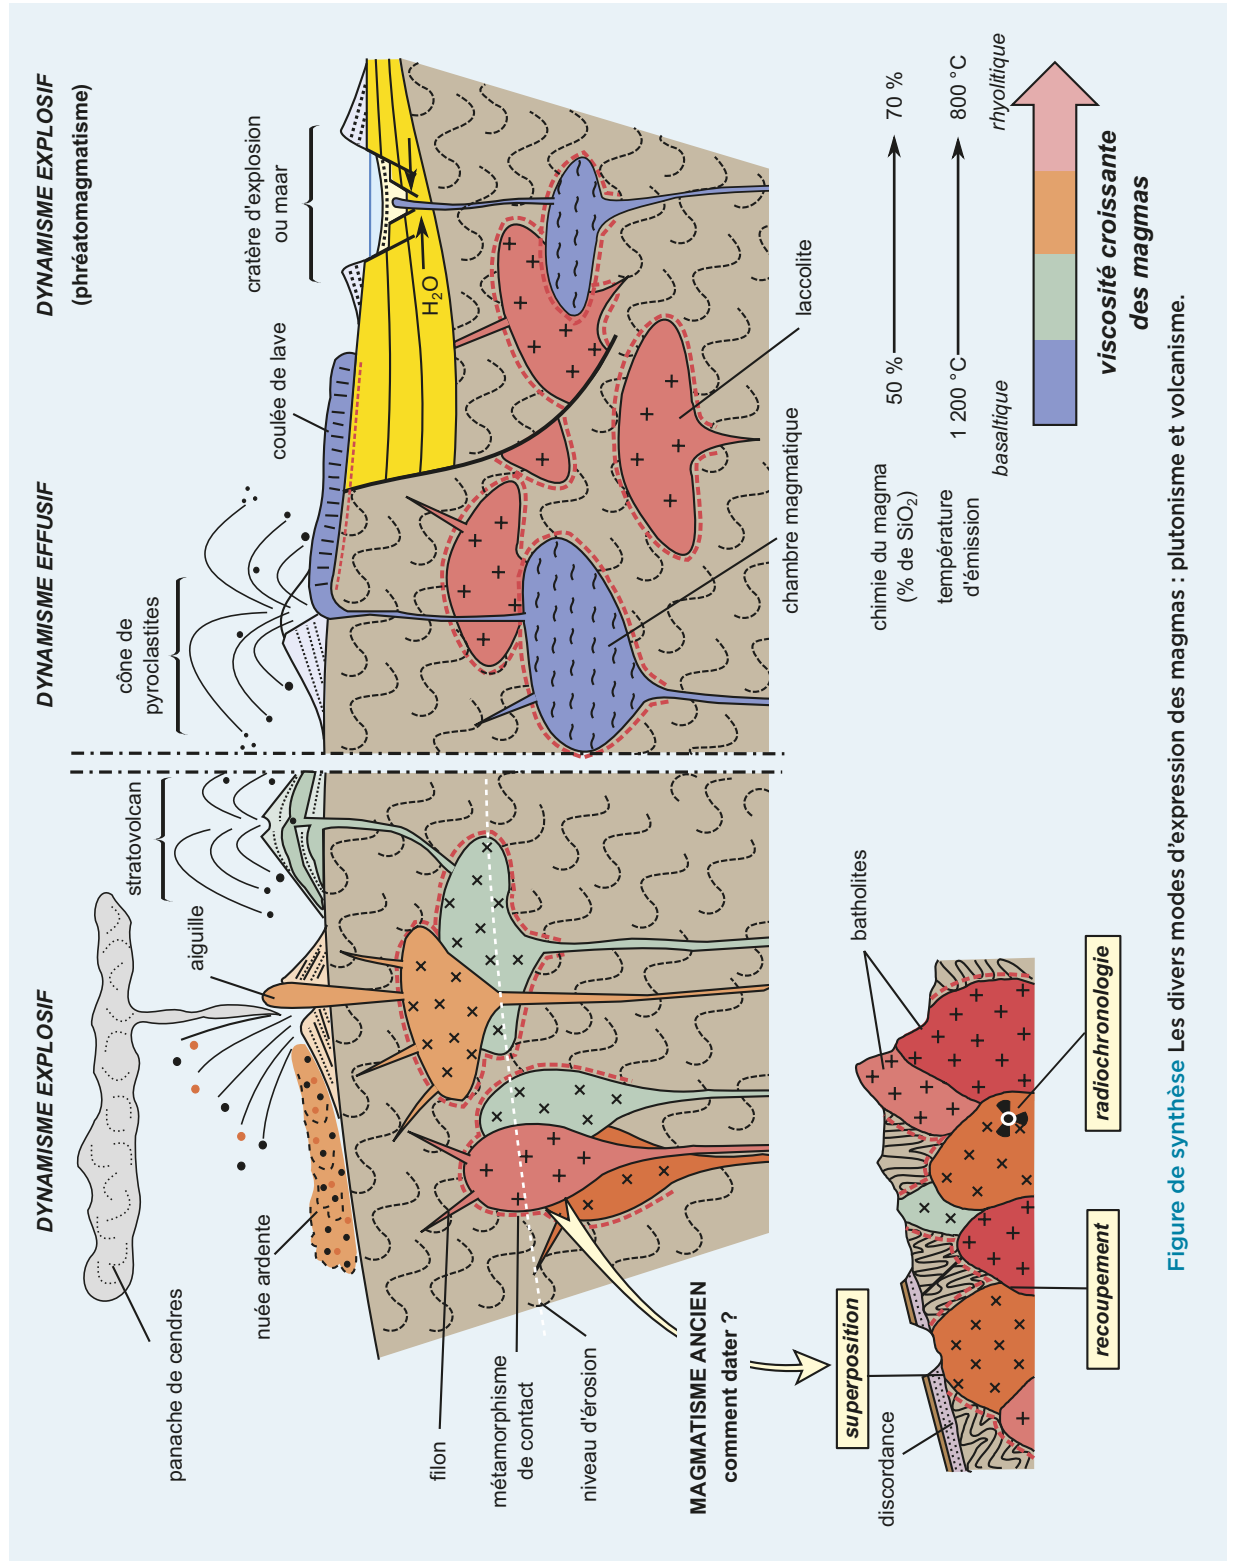 DYNAMISME EXPLOSIF
DYNAMISME EFFUSIF
DYNAMISME EXPLOSIF
(phréatomagmatisme)
panache de cendres
nuée ardente
aiguille
stratovolcan
cône de
pyroclastites
coulée de lave
cratère d'explosion
ou maar
H₂O
filon
métamorphisme
de contact
niveau d'érosion
chambre magmatique
laccolite
MAGMATISME ANCIEN
comment dater ?
superposition
discordance
recoupement
radiochronologie
batholites
chimie du magma
(% de SiO₂)
50 %
70 %
température
d'émission
1 200 °C
800 °C
basaltique
rhyolitique
viscosité croissante
des magmas
Figure de synthèse Les divers modes d'expression des magmas : plutonisme et volcanisme.